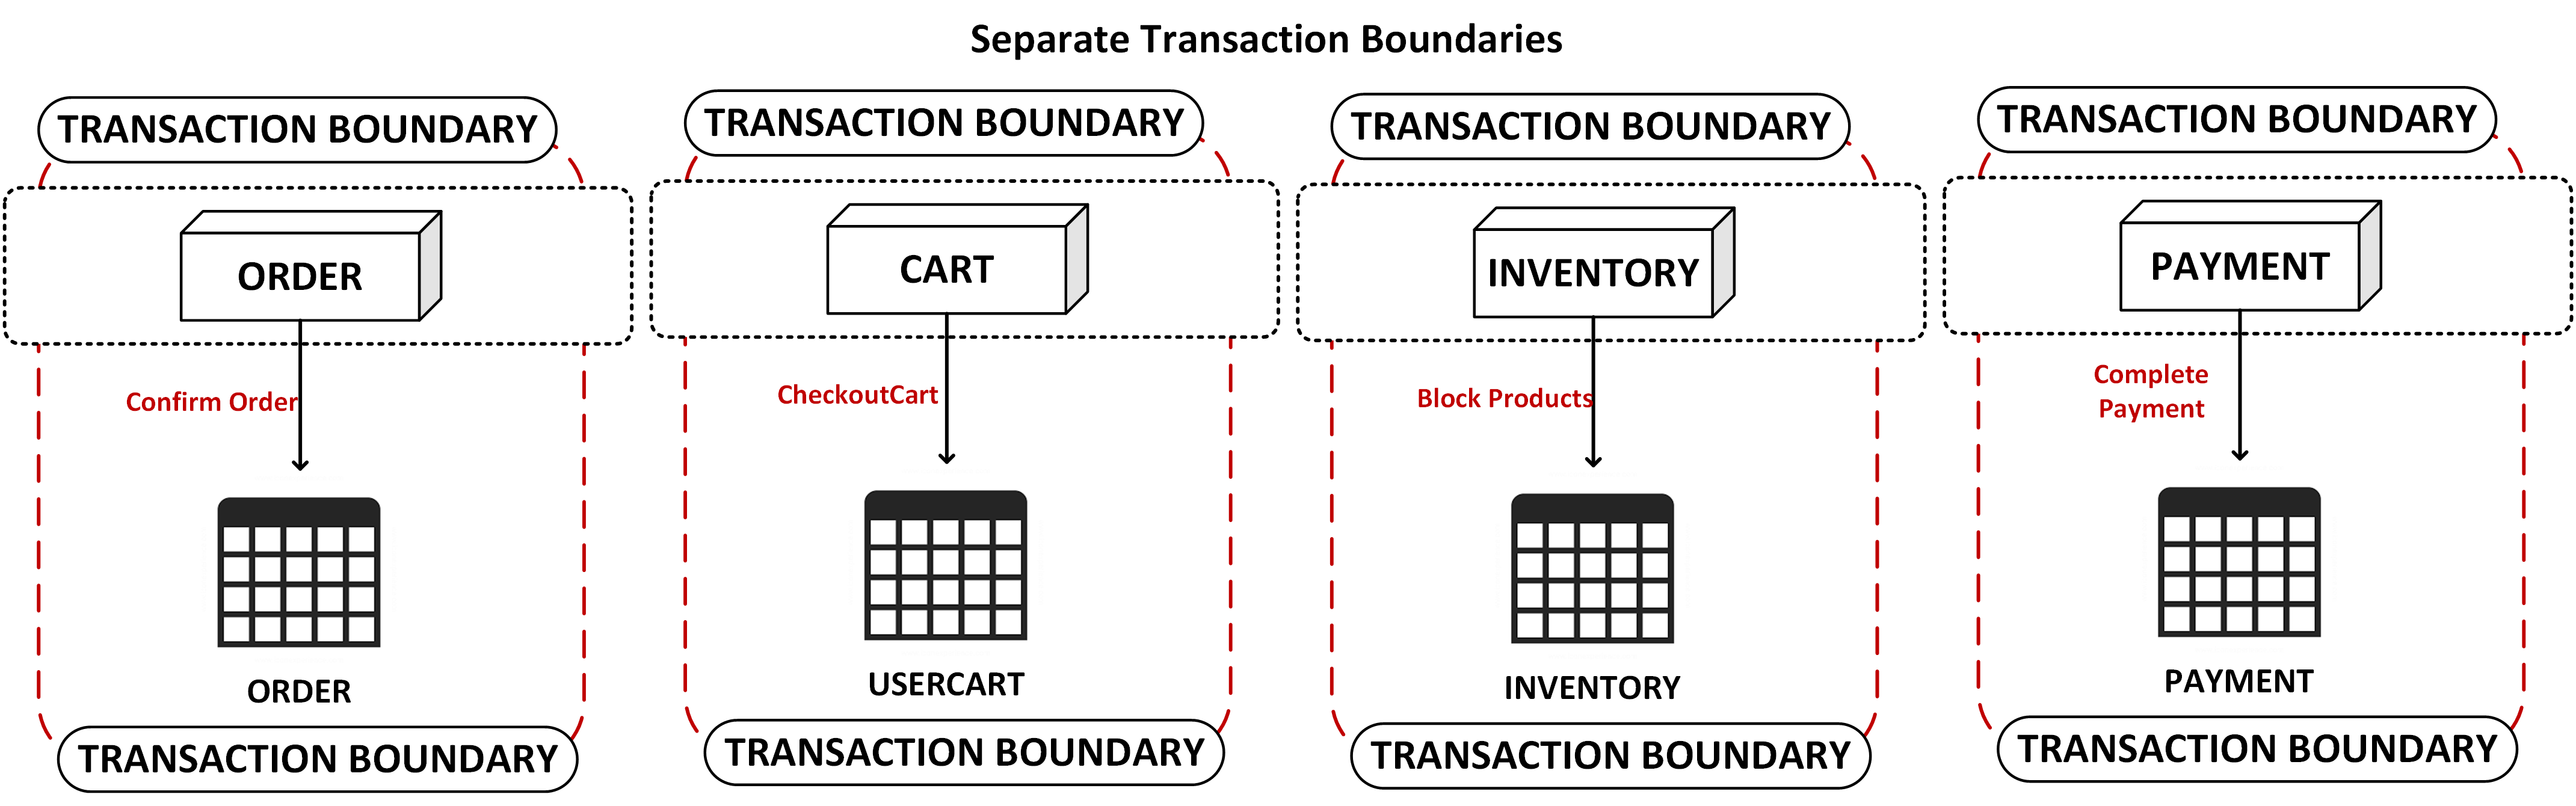 Separate Transaction Boundaries
TRANSACTION BOUNDARY
ORDER
Confirm Order
ORDER
TRANSACTION BOUNDARY
TRANSACTION BOUNDARY
CART
CheckoutCart
USERCART
TRANSACTION BOUNDARY
TRANSACTION BOUNDARY
INVENTORY
Block Products
INVENTORY
TRANSACTION BOUNDARY
TRANSACTION BOUNDARY
PAYMENT
Complete
Payment
PAYMENT
TRANSACTION BOUNDARY